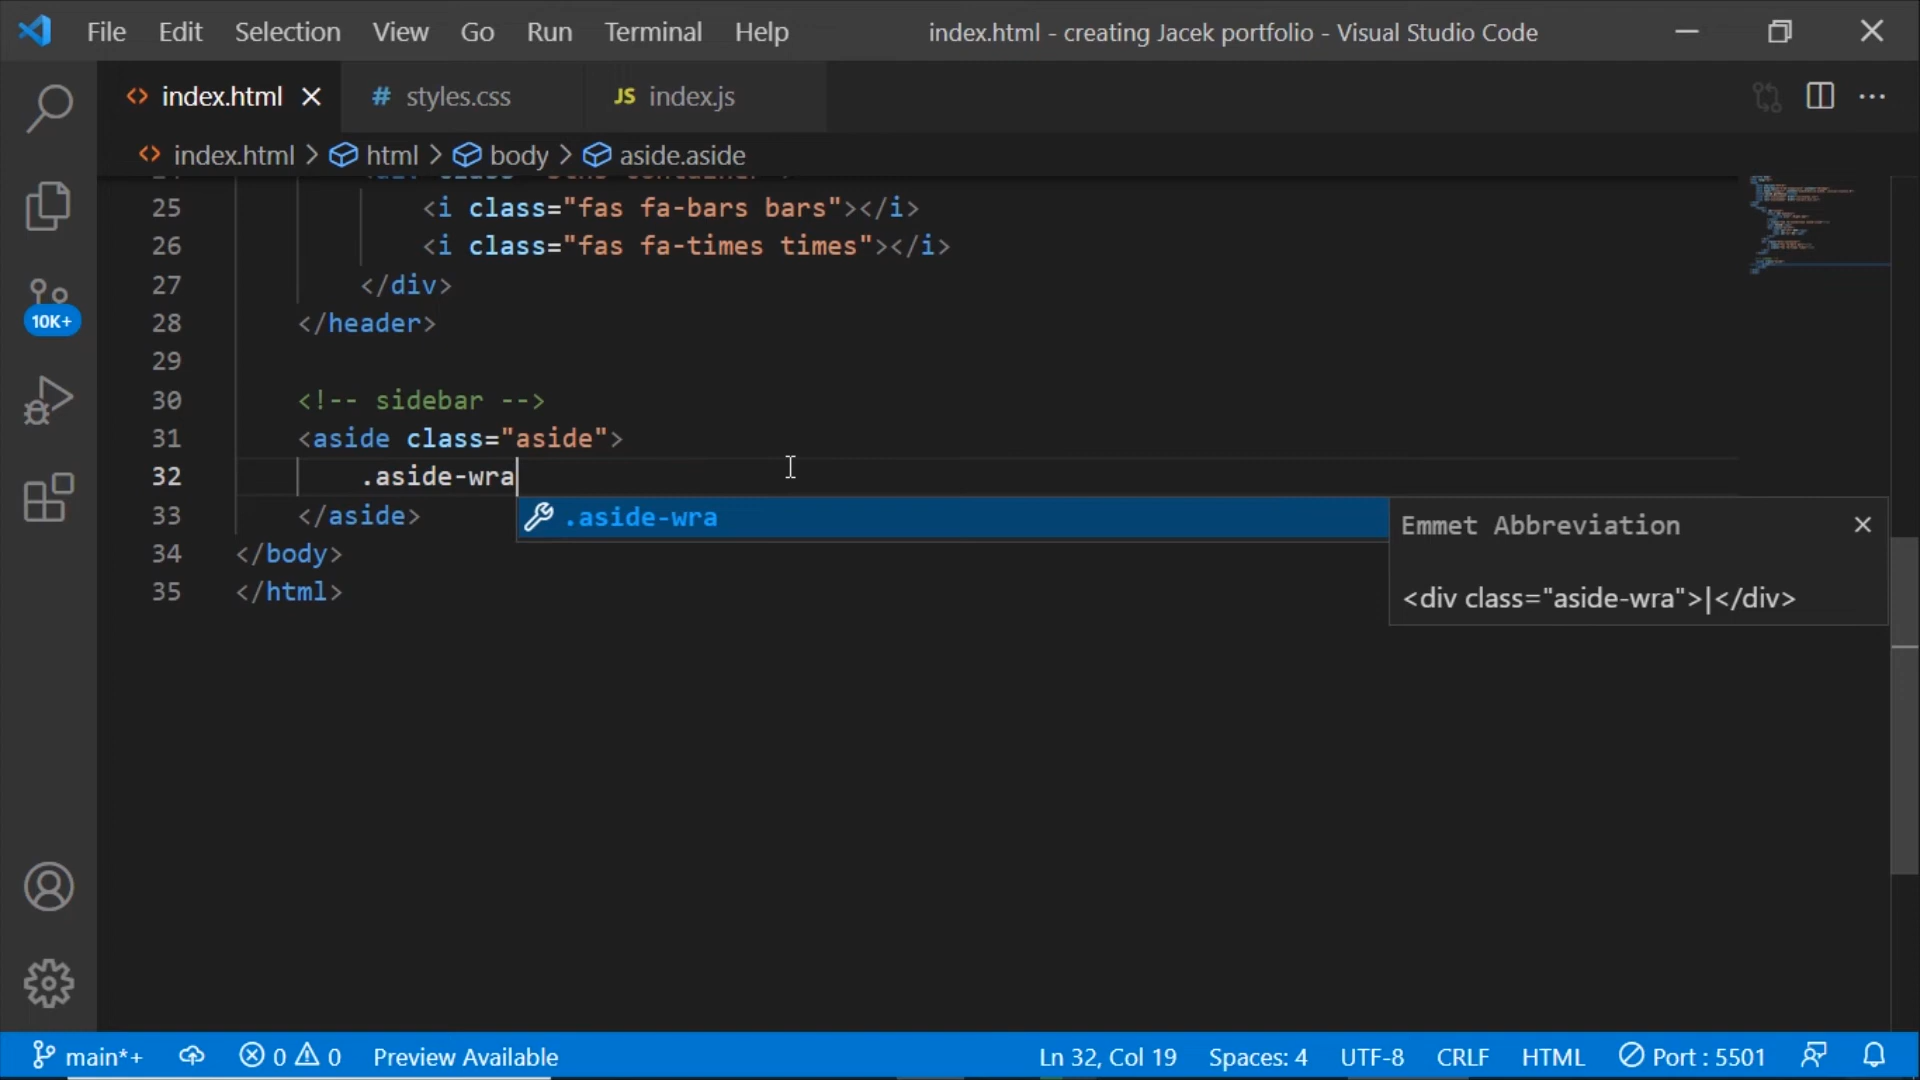 File Edit Selection View Go Run Terminal Help index.html - creating Jacek portfolio - Visual Studio Code
index.html # styles.css JS index.js
index.html > html > body > aside.aside
25 <i class="fas fa-bars bars"></i>
26 <i class="fas fa-times times"></i>
27 </div>
28 </header>
29
30 <!-- sidebar -->
31 <aside class="aside">
32 .aside-wra
.aside-wra
Emmet Abbreviation
<div class="aside-wra">|</div>
33 </aside>
34 </body>
35 </html>
10K+
main*+ 0 0 Preview Available Ln 32, Col 19 Spaces: 4 UTF-8 CRLF HTML Port : 5501